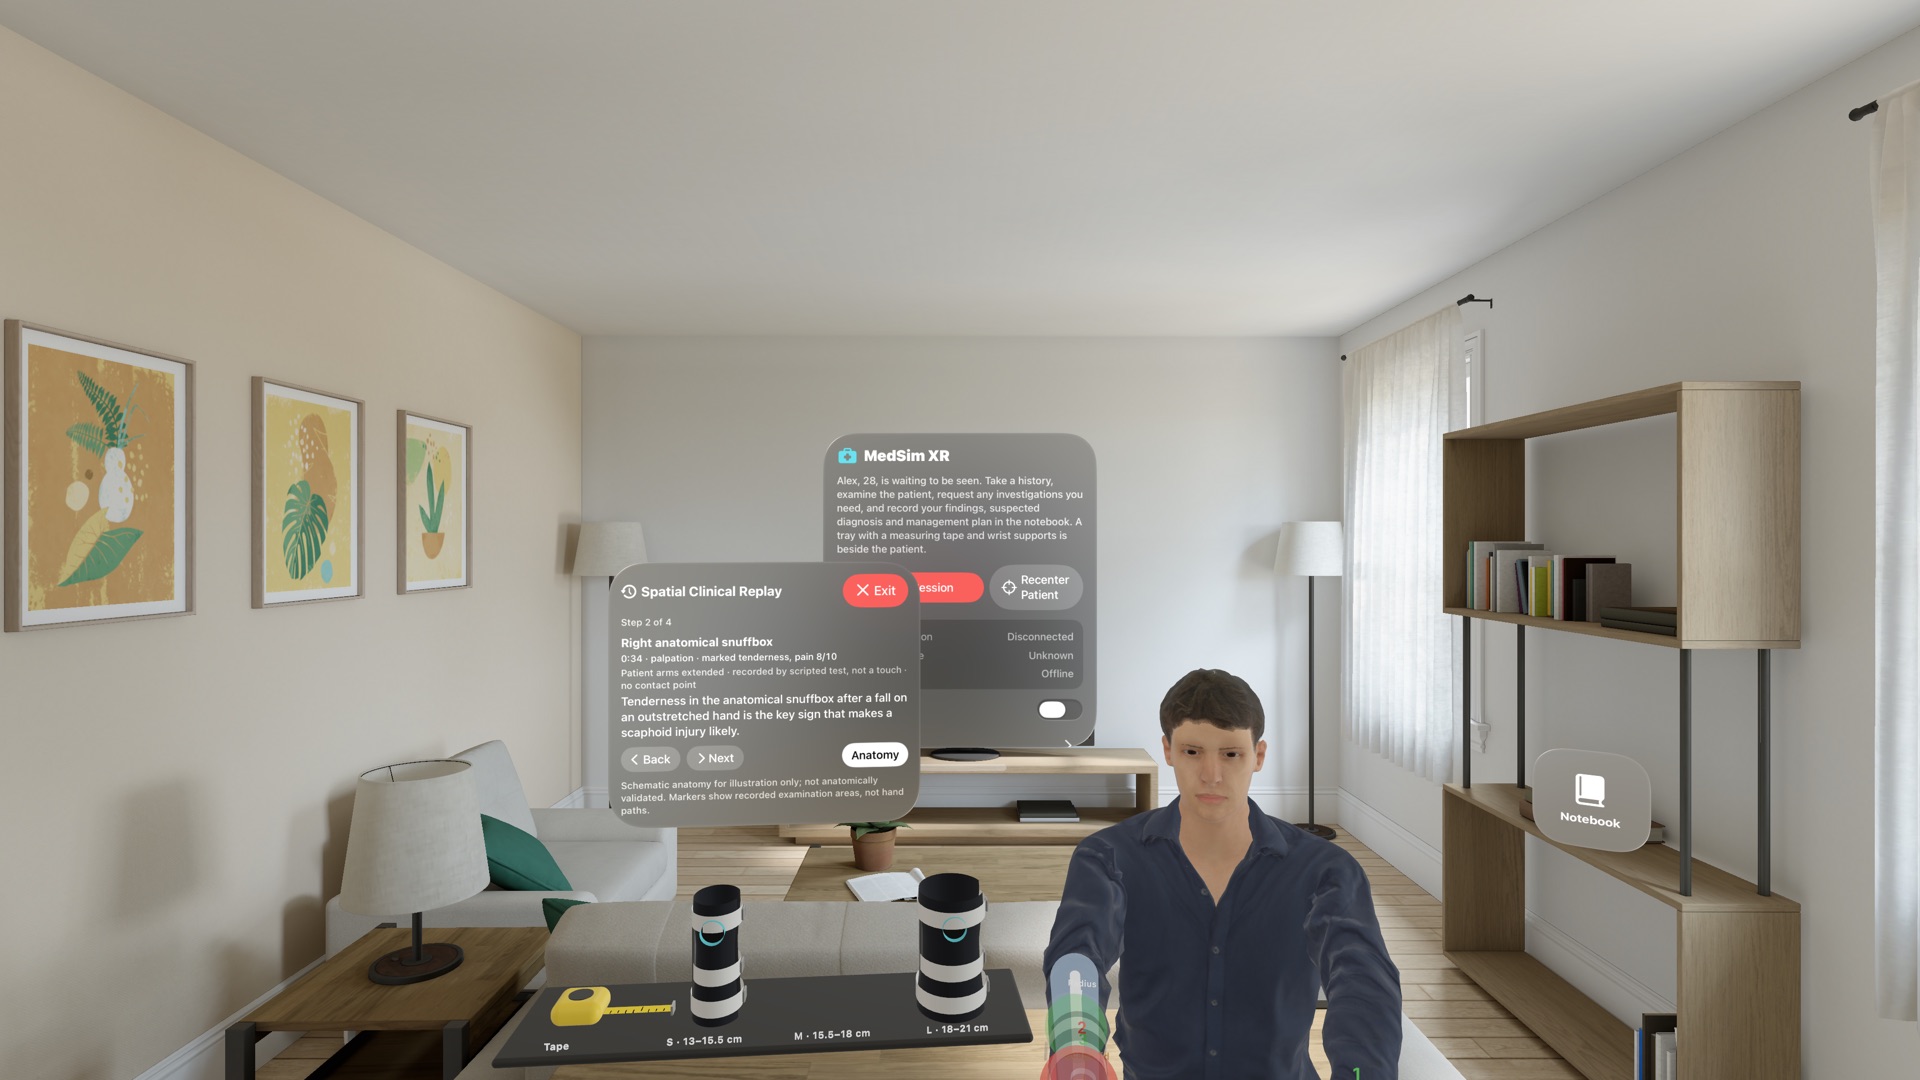 MedSim XR
Alex, 28, is waiting to be seen. Take a history,
examine the patient, request any investigations you
need, and record your findings, suspected
diagnosis and management plan in the notebook. A
tray with a measuring tape and wrist supports is
beside the patient.
Recenter
Patient
Disconnected
Unknown
Offline
Spatial Clinical Replay
Exit
Step 2 of 4
Right anatomical snuffbox
0:34 · palpation · marked tenderness, pain 8/10
Patient arms extended · recorded by scripted test, not a touch ·
no contact point
Tenderness in the anatomical snuffbox after a fall on
an outstretched hand is the key sign that makes a
scaphoid injury likely.
Back
Next
Anatomy
Schematic anatomy for illustration only; not anatomically
validated. Markers show recorded examination areas, not hand
paths.
Notebook
Tape
S · 13–15.5 cm
M · 15.5–18 cm
L · 18–21 cm
2
1